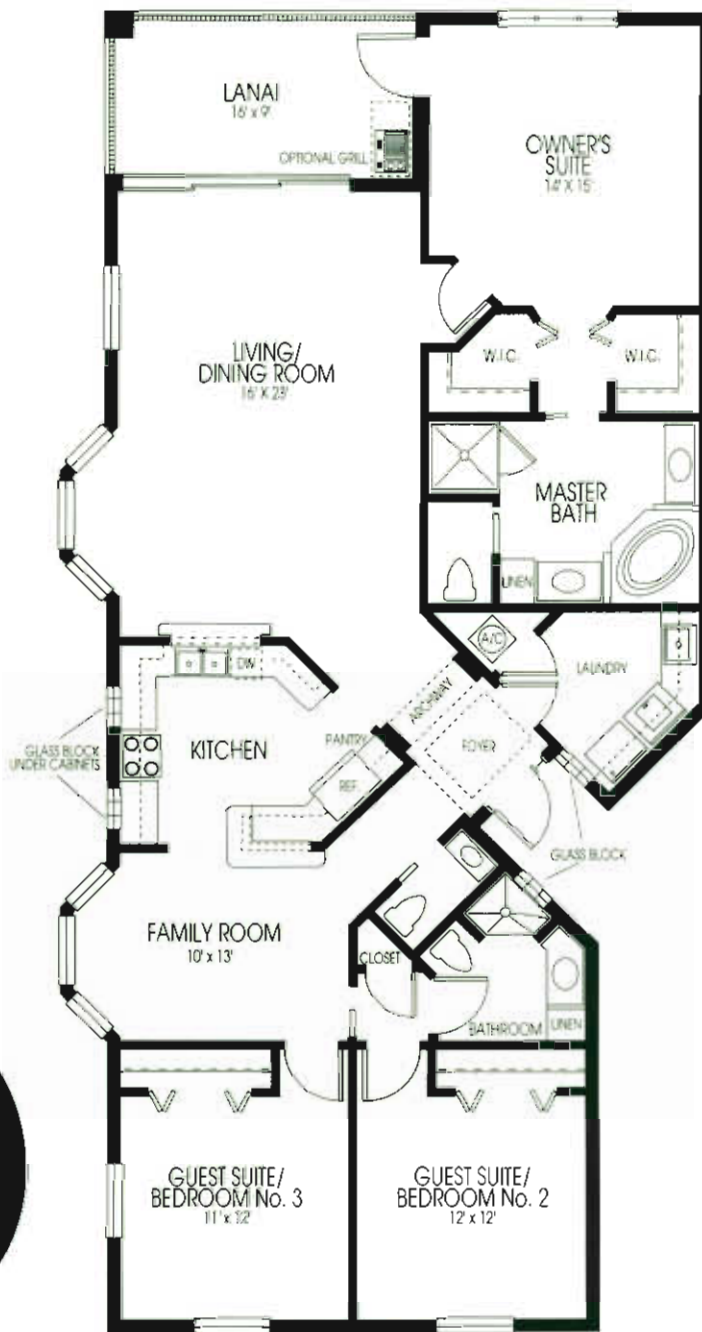 LANAI
16' x 9'
OPTIONAL GRILL
OWNER'S
SUITE
14' X 15'
LIVING/
DINING ROOM
16' X 23'
W.I.C.
W.I.C.
MASTER
BATH
LINEN
A/C
LAUNDRY
DW
ARCHWAY
KITCHEN
PANTRY
REF.
FOYER
GLASS BLOCK
UNDER CABINETS
GLASS BLOCK
FAMILY ROOM
10' x 13'
CLOSET
BATHROOM
LINEN
GUEST SUITE/
BEDROOM No. 3
11' x 12'
GUEST SUITE/
BEDROOM No. 2
12' x 12'